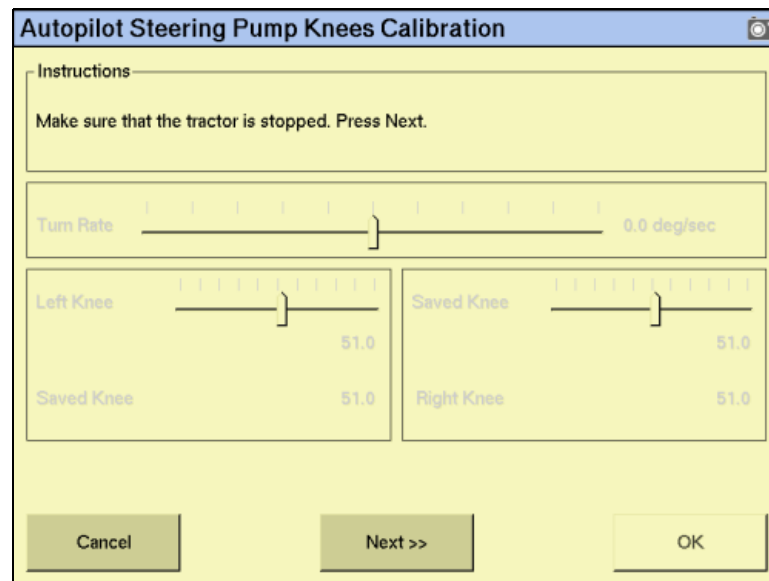 Autopilot Steering Pump Knees Calibration
Instructions
Make sure that the tractor is stopped. Press Next.
Turn Rate 0.0 deg/sec
Left Knee
51.0
Saved Knee 51.0
Saved Knee
51.0
Right Knee 51.0
Cancel
Next >>
OK